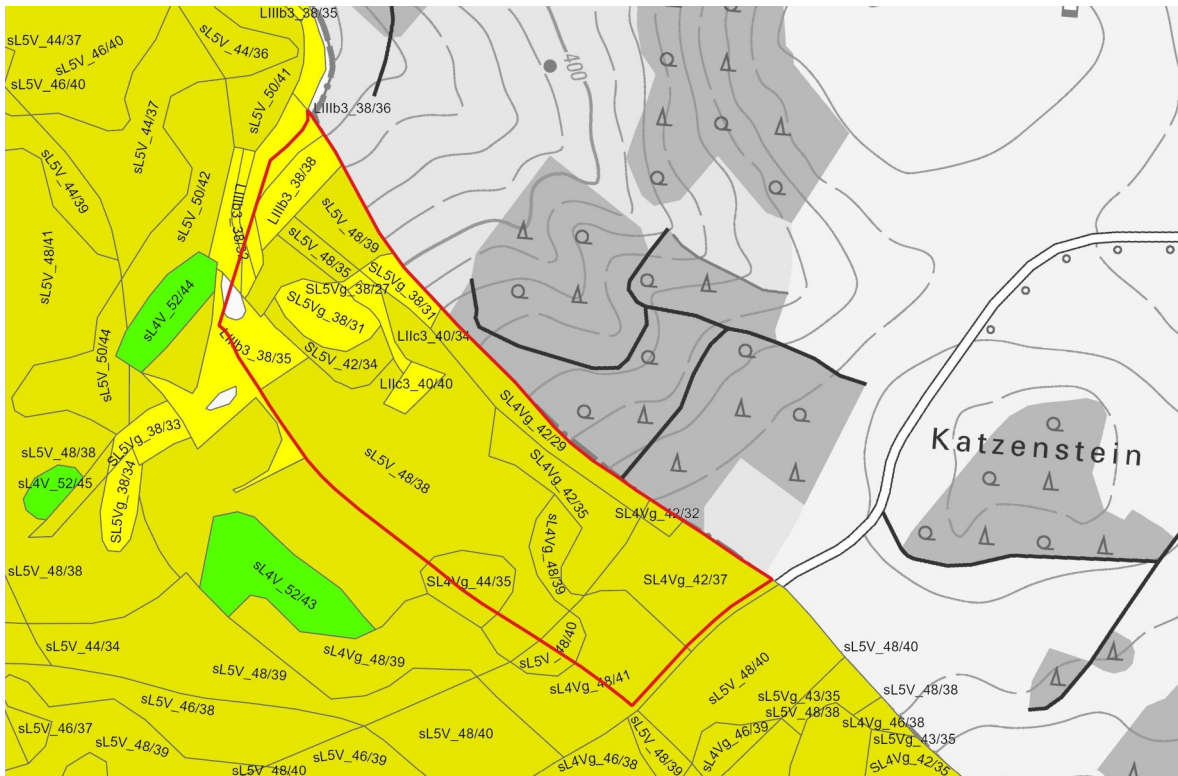 LIIIb3_38/35
sL5V_44/37
sL5V_46/40
sL5V_44/36
sL5V_46/40
sL5V_50/41
400
LIIIb3_38/36
sL5V_44/37
LIIIb3_38/38
sL5V_44/39
sL5V_50/42
sL5V_48/39
sL5V_48/41
sL5V_48/35
SL5Vg_38/27
SL5Vg_38/31
SL5Vg_38/31
sL4V_52/44
LIIc3_40/34
LIIIb3_38/35
SL5V_42/34
sL5V_50/44
LIIc3_40/40
SL4Vg_42/29
SL5Vg_38/33
Katzenstein
sL5V_48/38
sL5V_48/38
sL4V_52/45
SL5Vg_38/34
SL4Vg_42/35
SL4Vg_42/32
sL4Vg_48/39
sL5V_48/38
SL4Vg_44/35
SL4Vg_42/37
sL4V_52/43
sL5V_44/34
sL4Vg_48/39
sL5V_48/40
sL5V_48/40
sL5V_48/39
sL4Vg_48/41
sL5V_48/40
sL5V_48/38
sL5V_46/38
sL5Vg_43/35
sL5V_48/38
sL4Vg_46/38
sL5V_46/37
sL5V_48/39
sL5V_48/40
sL5V_48/39
sL4Vg_46/39
sL5Vg_43/35
sL5V_46/39
sL4Vg_46/38
SL4Vg_42/35
sL5V_48/40